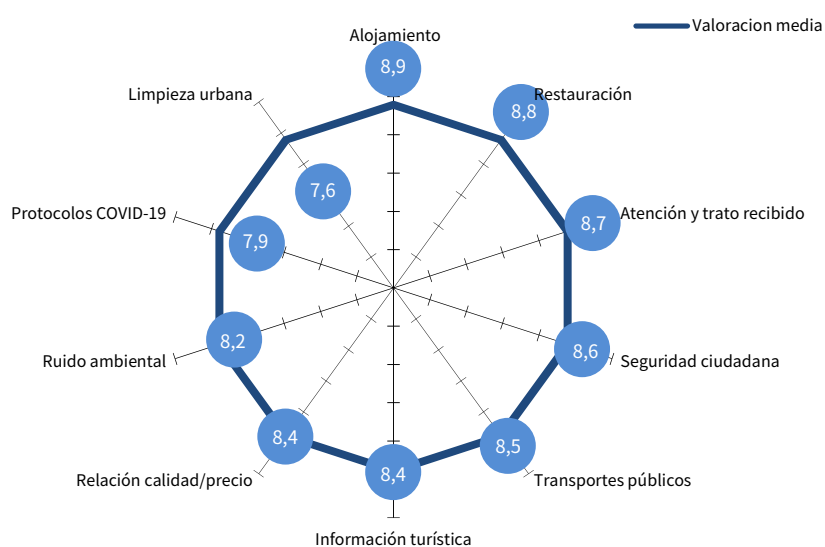 Valoracion media
Alojamiento
8,9
Restauración
8,8
Atención y trato recibido
8,7
Seguridad ciudadana
8,6
Transportes públicos
8,5
Información turística
8,4
Relación calidad/precio
8,4
Ruido ambiental
8,2
Protocolos COVID-19
7,9
Limpieza urbana
7,6